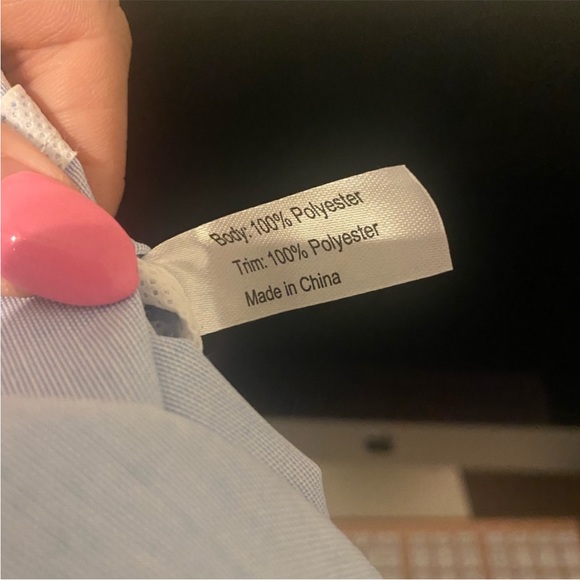 Body: 100% Polyester
Trim: 100% Polyester
Made in China